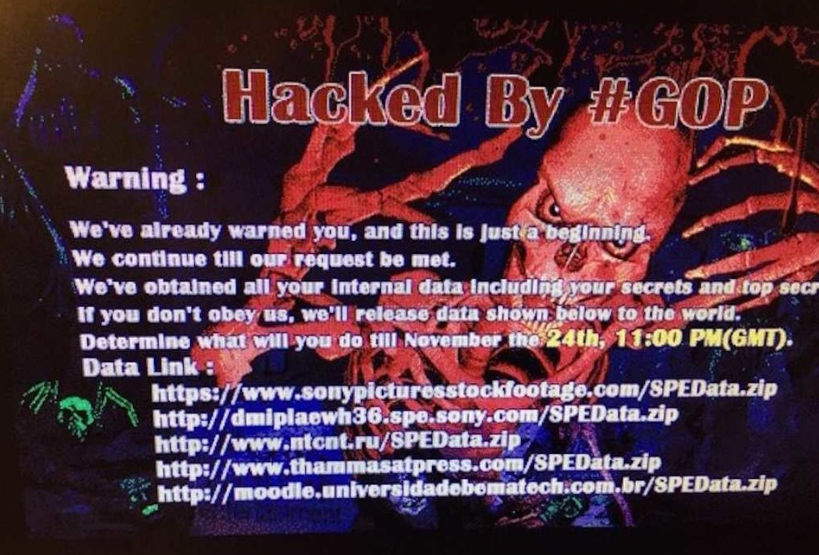 Hacked By #GOP
Warning :
We've already warned you, and this is just a beginning.
We continue till our request be met.
We've obtained all your internal data including your secrets and top secr
If you don't obey us, we'll release data shown below to the world.
Determine what will you do till November the 24th, 11:00 PM(GMT).
Data Link :
https://www.sonypicturesstockfootage.com/SPEData.zip
http://dmiplaewh36.spe.sony.com/SPEData.zip
http://www.ntcnt.ru/SPEData.zip
http://www.thammasatpress.com/SPEData.zip
http://moodle.universidadebematech.com.br/SPEData.zip